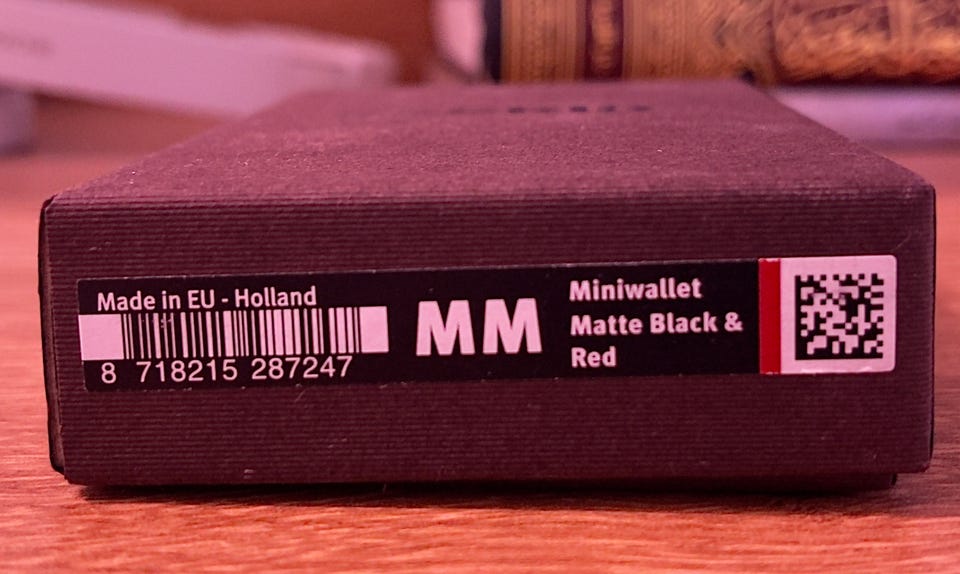 Made in EU - Holland
8 718215 287247
MM
Miniwallet
Matte Black &
Red